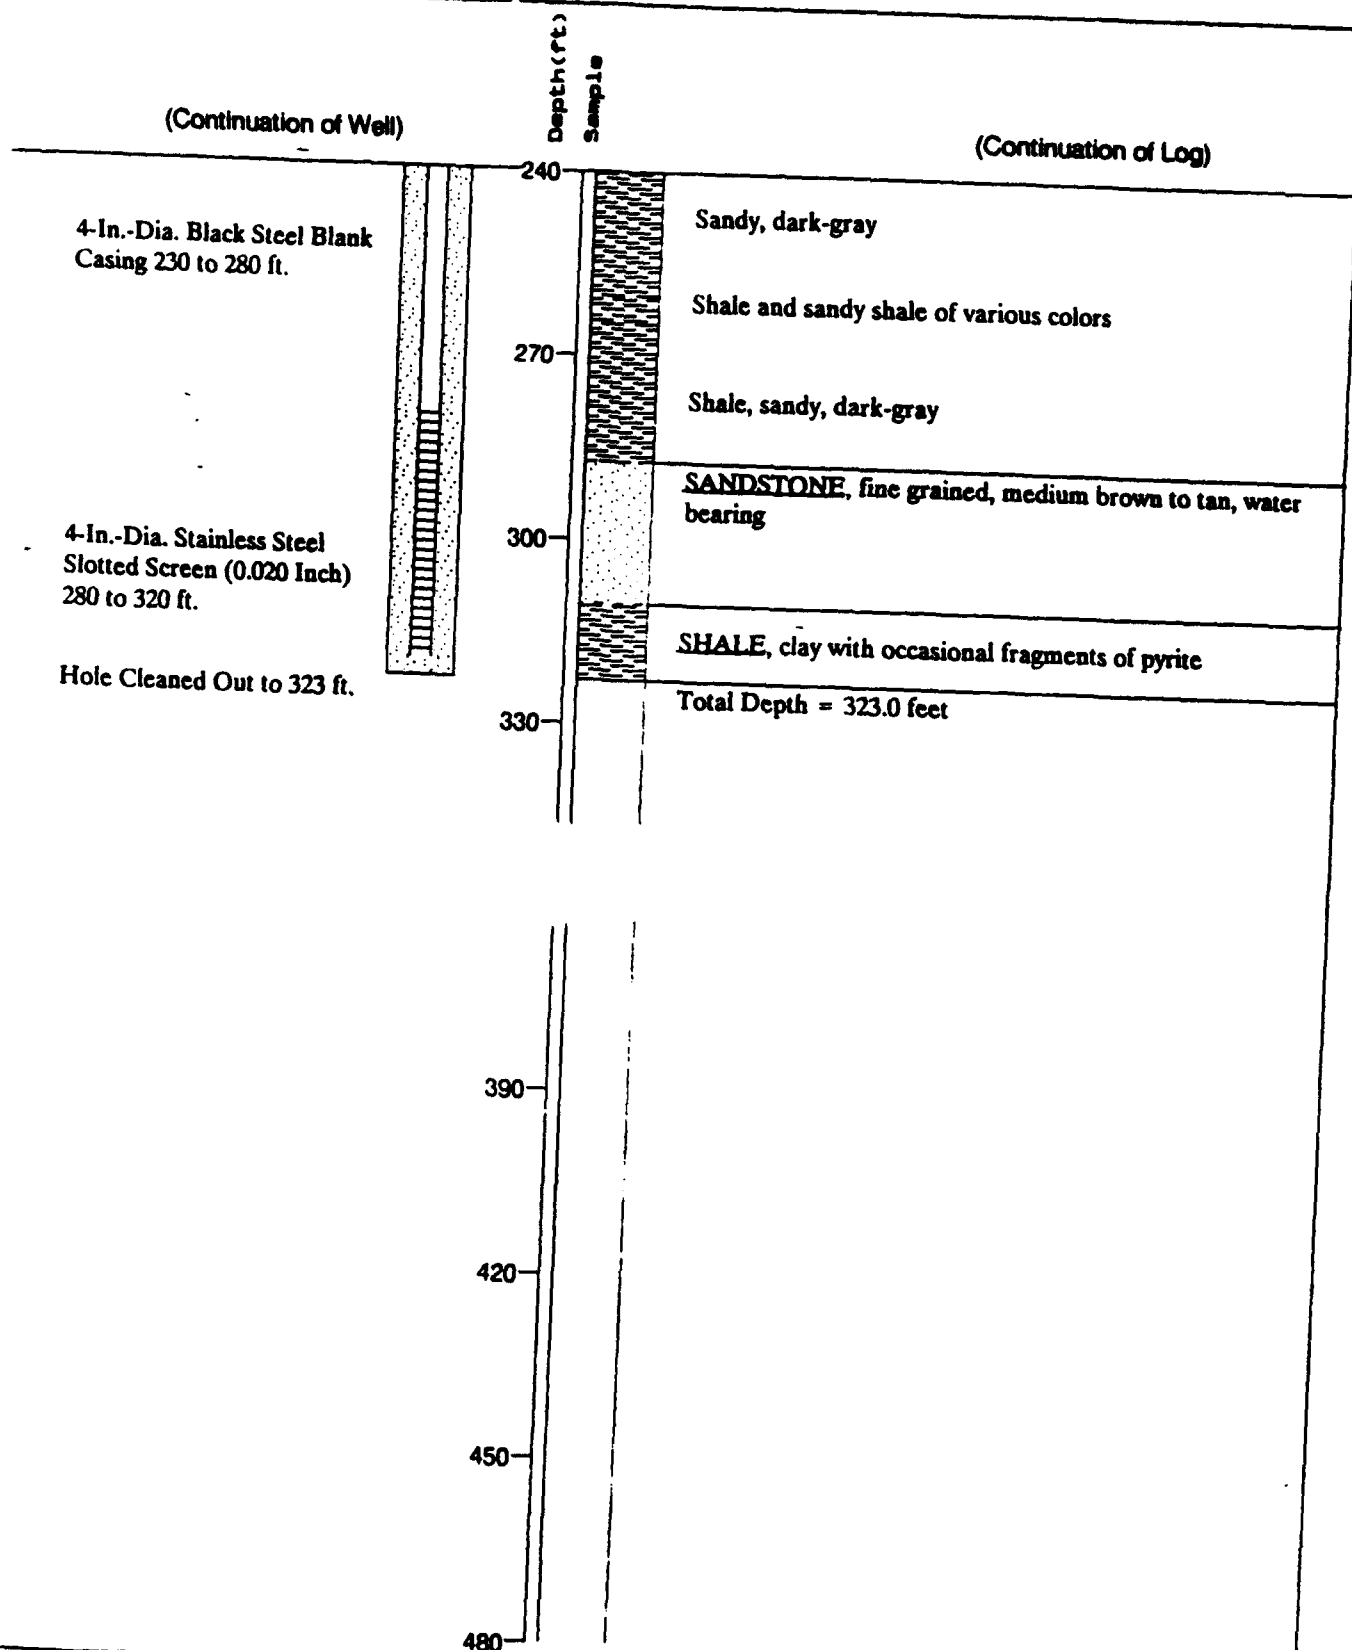 Depth(ft)
Sample
(Continuation of Well)
(Continuation of Log)
240
4-In.-Dia. Black Steel Blank
Casing 230 to 280 ft.
Sandy, dark-gray
Shale and sandy shale of various colors
270
Shale, sandy, dark-gray
SANDSTONE, fine grained, medium brown to tan, water
bearing
300
4-In.-Dia. Stainless Steel
Slotted Screen (0.020 Inch)
280 to 320 ft.
SHALE, clay with occasional fragments of pyrite
Hole Cleaned Out to 323 ft.
Total Depth = 323.0 feet
330
390
420
450
480